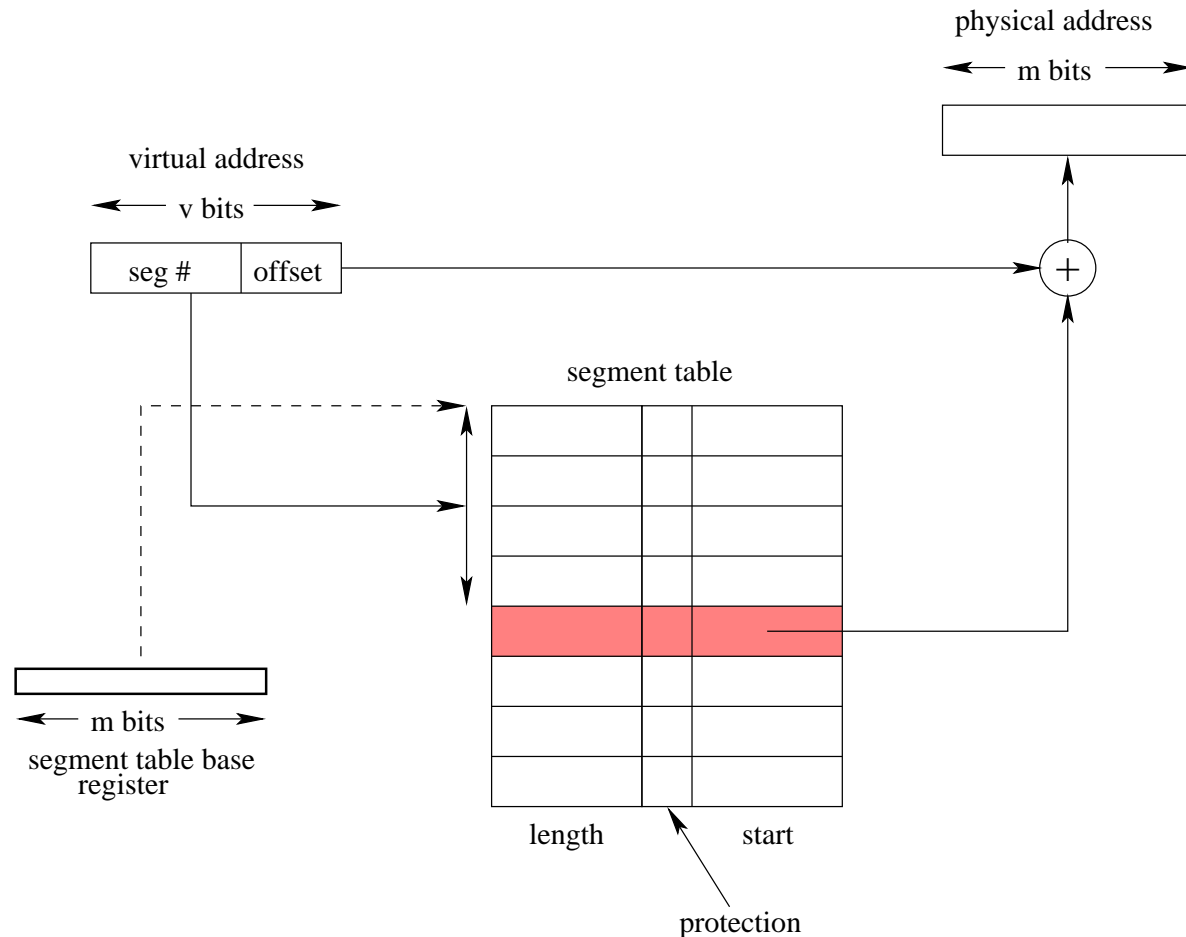 physical address
m bits
virtual address
v bits
seg #
offset
+
segment table
m bits
segment table base
register
length
start
protection